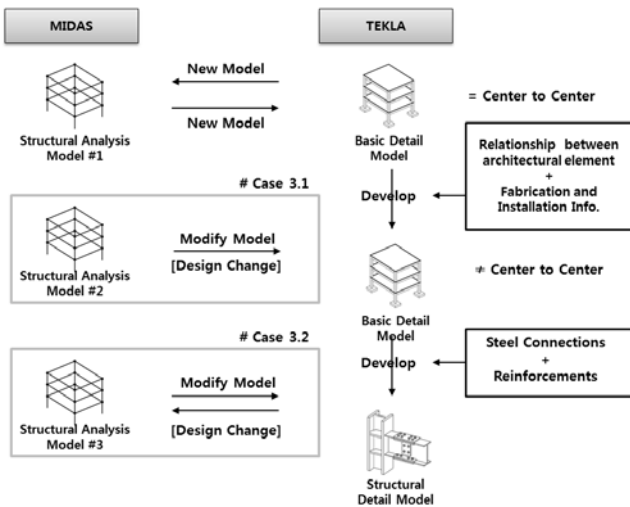 MIDAS
TEKLA
New Model
New Model
Structural Analysis
Model #1
Basic Detail
Model
= Center to Center
Relationship between
architectural element
+
Fabrication and
Installation Info.
Develop
# Case 3.1
Modify Model
[Design Change]
Structural Analysis
Model #2
≠ Center to Center
Basic Detail
Model
# Case 3.2
Modify Model
[Design Change]
Structural Analysis
Model #3
Develop
Steel Connections
+
Reinforcements
Structural
Detail Model